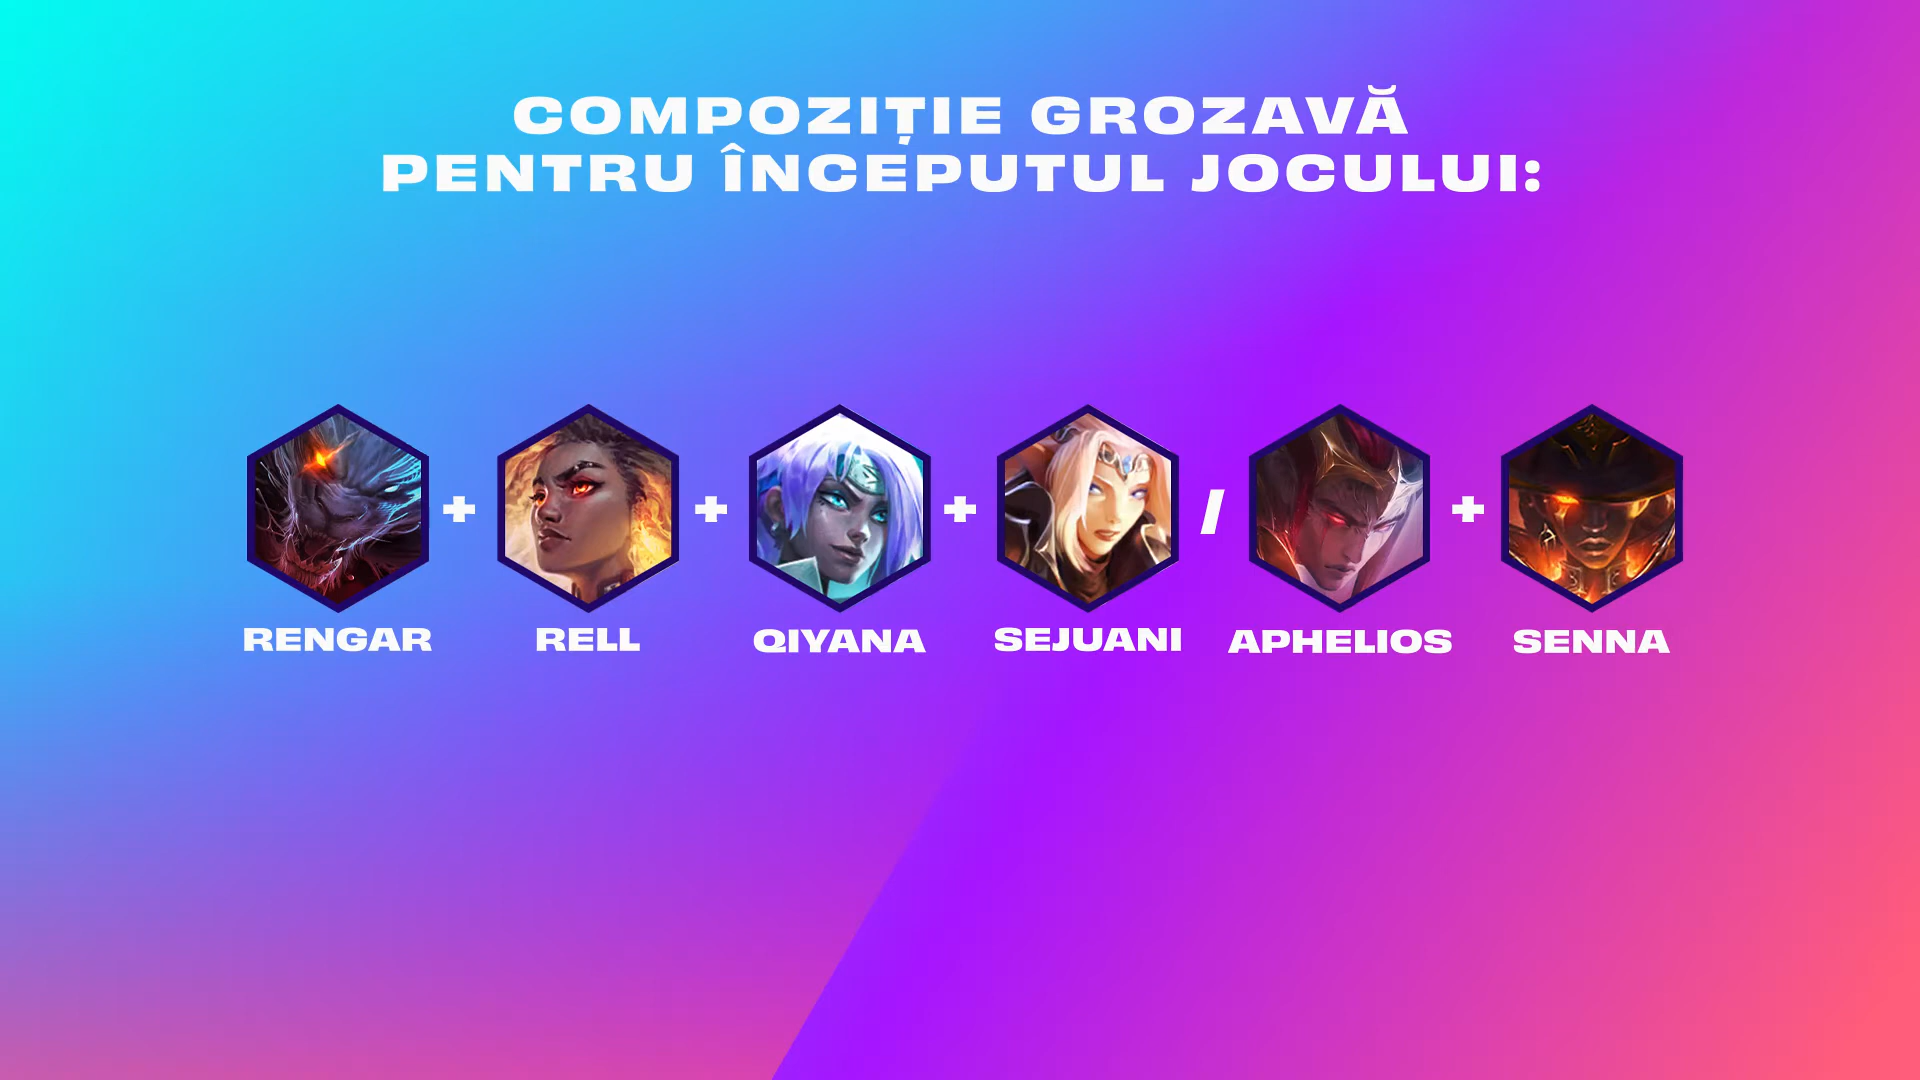 COMPOZIȚIE GROZAVĂ
PENTRU ÎNCEPUTUL JOCULUI:
+ + + / +
RENGAR RELL QIYANA SEJUANI APHELIOS SENNA